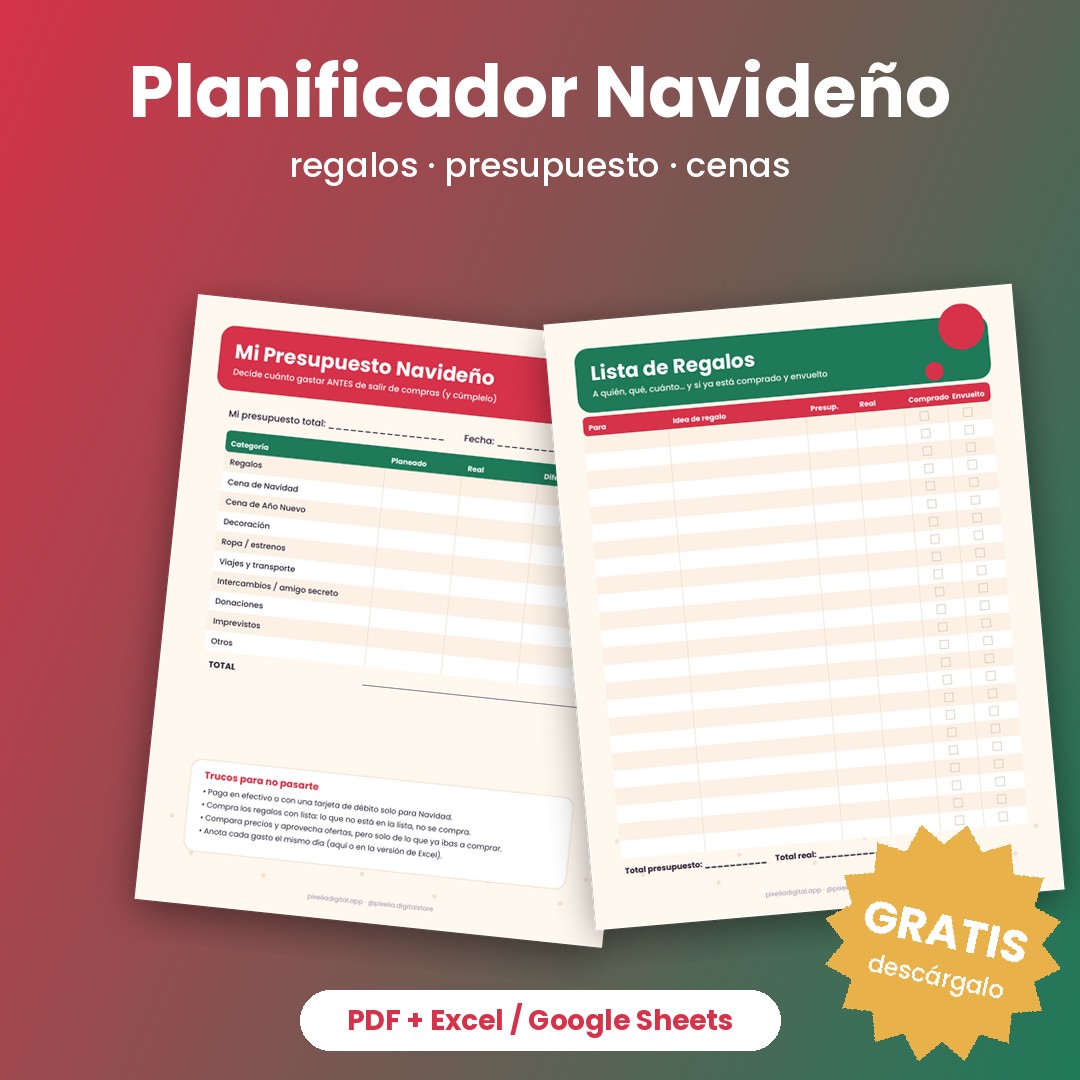 Planificador Navideño
regalos · presupuesto · cenas
Mi Presupuesto Navideño
Decide cuánto gastar ANTES de salir de compras (y cúmplelo)
Mi presupuesto total: _ _ _ _ _ _ _ _ _ _ _ _ _ _ _ Fecha: _ _ _ _ _ _ _
Categoría Planeado Real
Regalos
Cena de Navidad
Cena de Año Nuevo
Decoración
Ropa / estrenos
Viajes y transporte
Intercambios / amigo secreto
Donaciones
Imprevistos
Otros
TOTAL
Trucos para no pasarte
• Paga en efectivo o con una tarjeta de débito solo para Navidad.
• Compra los regalos con lista: lo que no está en la lista, no se compra.
• Compara precios y aprovecha ofertas, pero solo de lo que ya ibas a comprar.
• Anota cada gasto el mismo día (aquí o en la versión de Excel).
pixeliadigital.app · @pixelia.digitalstore
Lista de Regalos
A quién, qué, cuánto... y si ya está comprado y envuelto
Para Idea de regalo Presup. Real Comprado Envuelto
Total presupuesto: _ _ _ _ _ _ _ _ _ _ Total real: _ _ _ _ _ _ _ _ _
pixeliadigital.app
GRATIS
descárgalo
PDF + Excel / Google Sheets